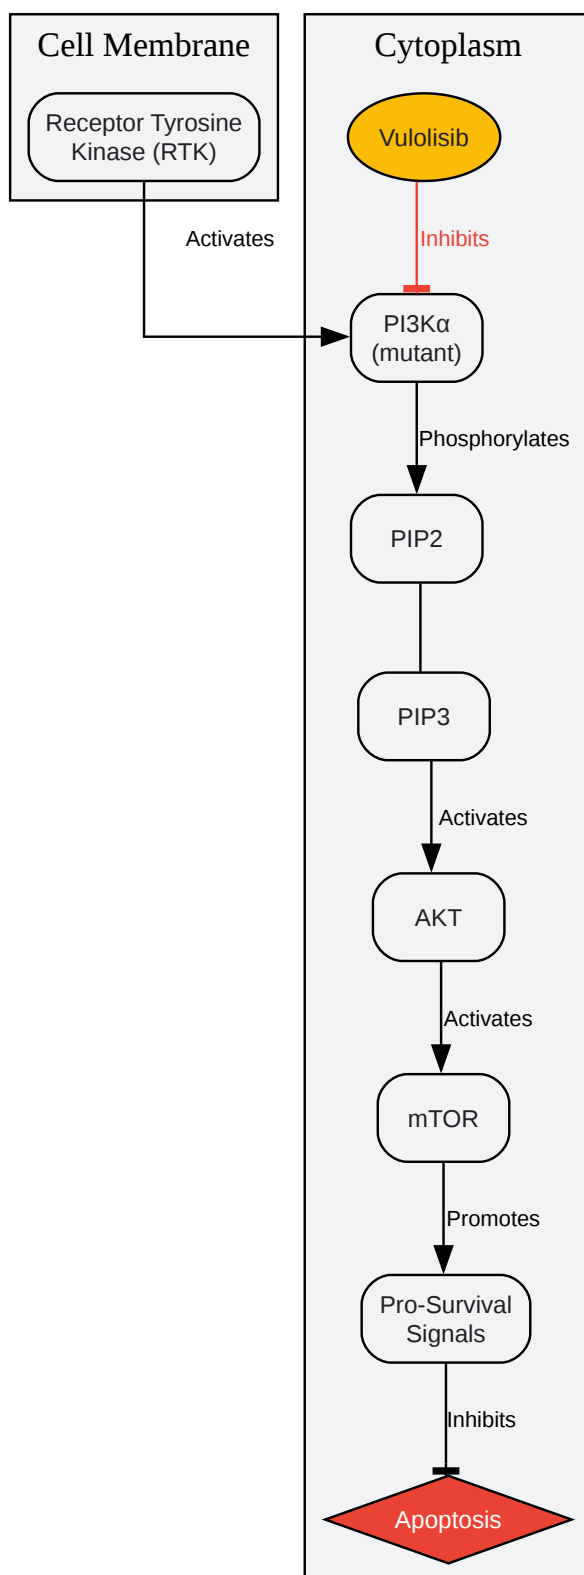 Cell Membrane
Receptor Tyrosine
Kinase (RTK)
Activates
Cytoplasm
Vulolisib
Inhibits
PI3Kα
(mutant)
Phosphorylates
PIP2
PIP3
Activates
AKT
Activates
mTOR
Promotes
Pro-Survival
Signals
Inhibits
Apoptosis